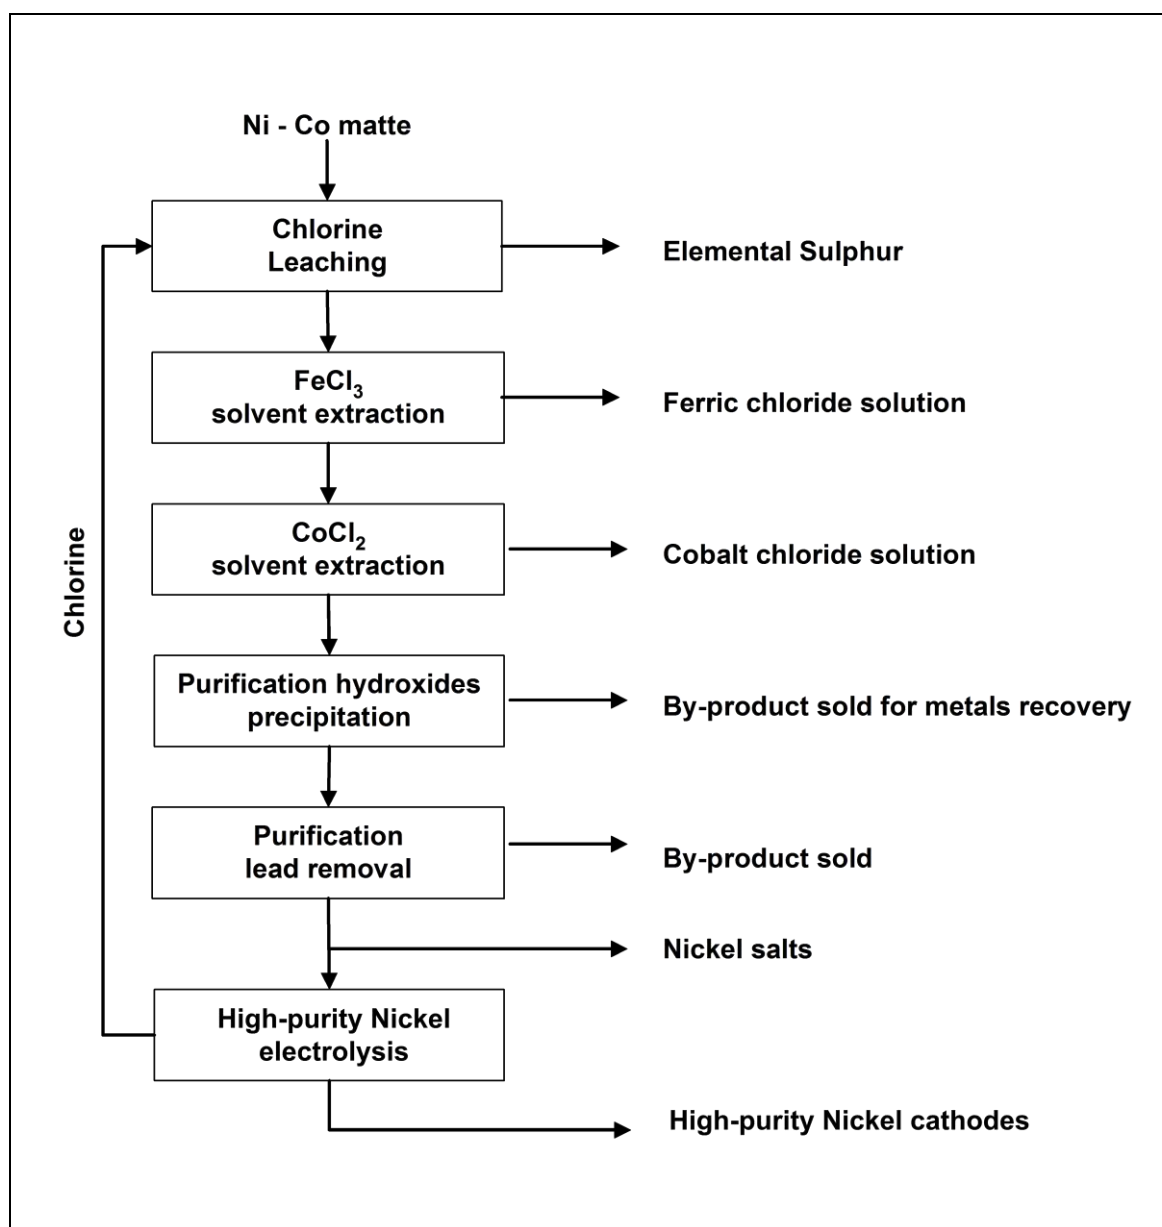 Ni - Co matte
Chlorine
Leaching
Elemental Sulphur
FeCl₃
solvent extraction
Ferric chloride solution
CoCl₂
solvent extraction
Cobalt chloride solution
Chlorine
Purification hydroxides
precipitation
By-product sold for metals recovery
Purification
lead removal
By-product sold
Nickel salts
High-purity Nickel
electrolysis
High-purity Nickel cathodes